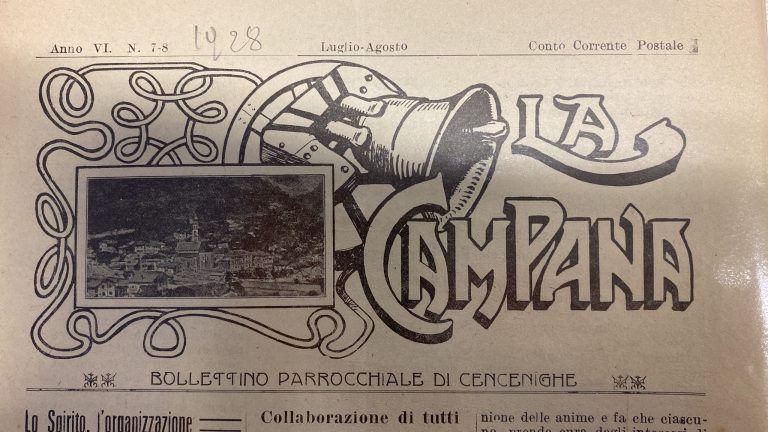 Anno VI. N. 7-8 1928 Luglio-Agosto Conto Corrente Postale
LA
CAMPANA
BOLLETTINO PARROCCHIALE DI CENCENIGHE
Lo Spirito, l'organizzazione
Collaborazione di tutti
nione delle anime e fa che ciascu-